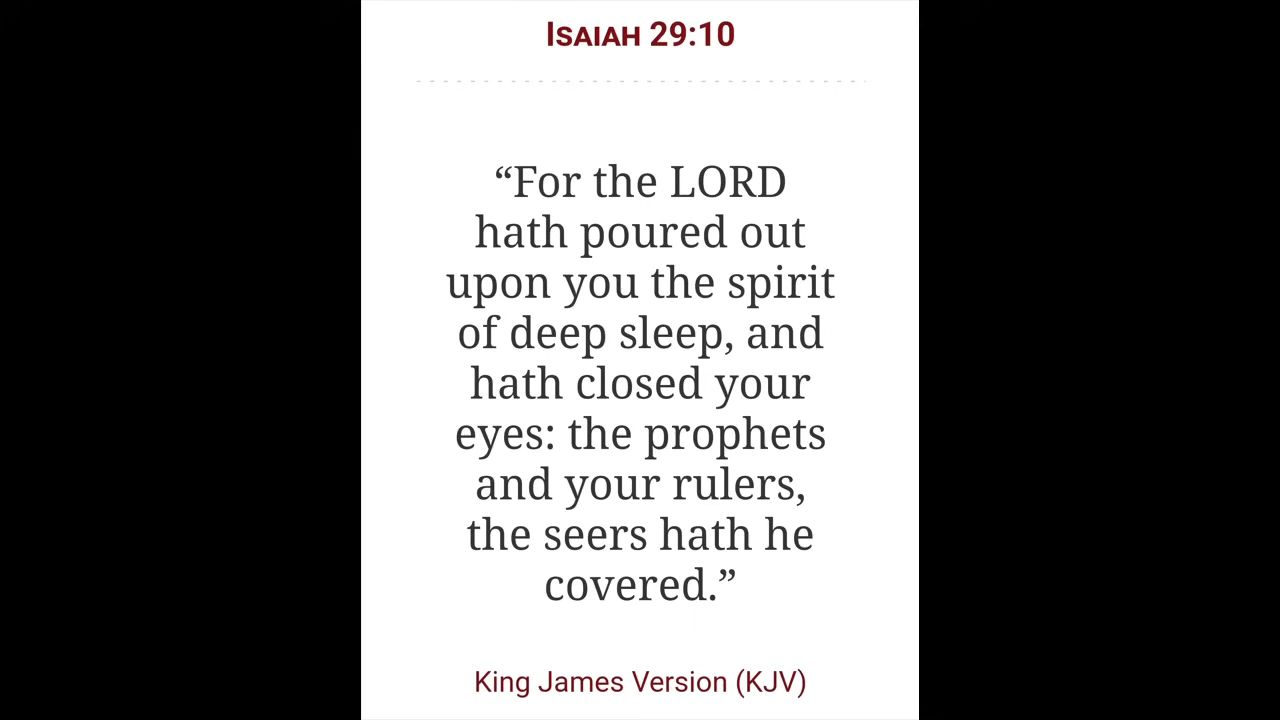 Isaiah 29:10
“For the LORD
hath poured out
upon you the spirit
of deep sleep, and
hath closed your
eyes: the prophets
and your rulers,
the seers hath he
covered.”
King James Version (KJV)